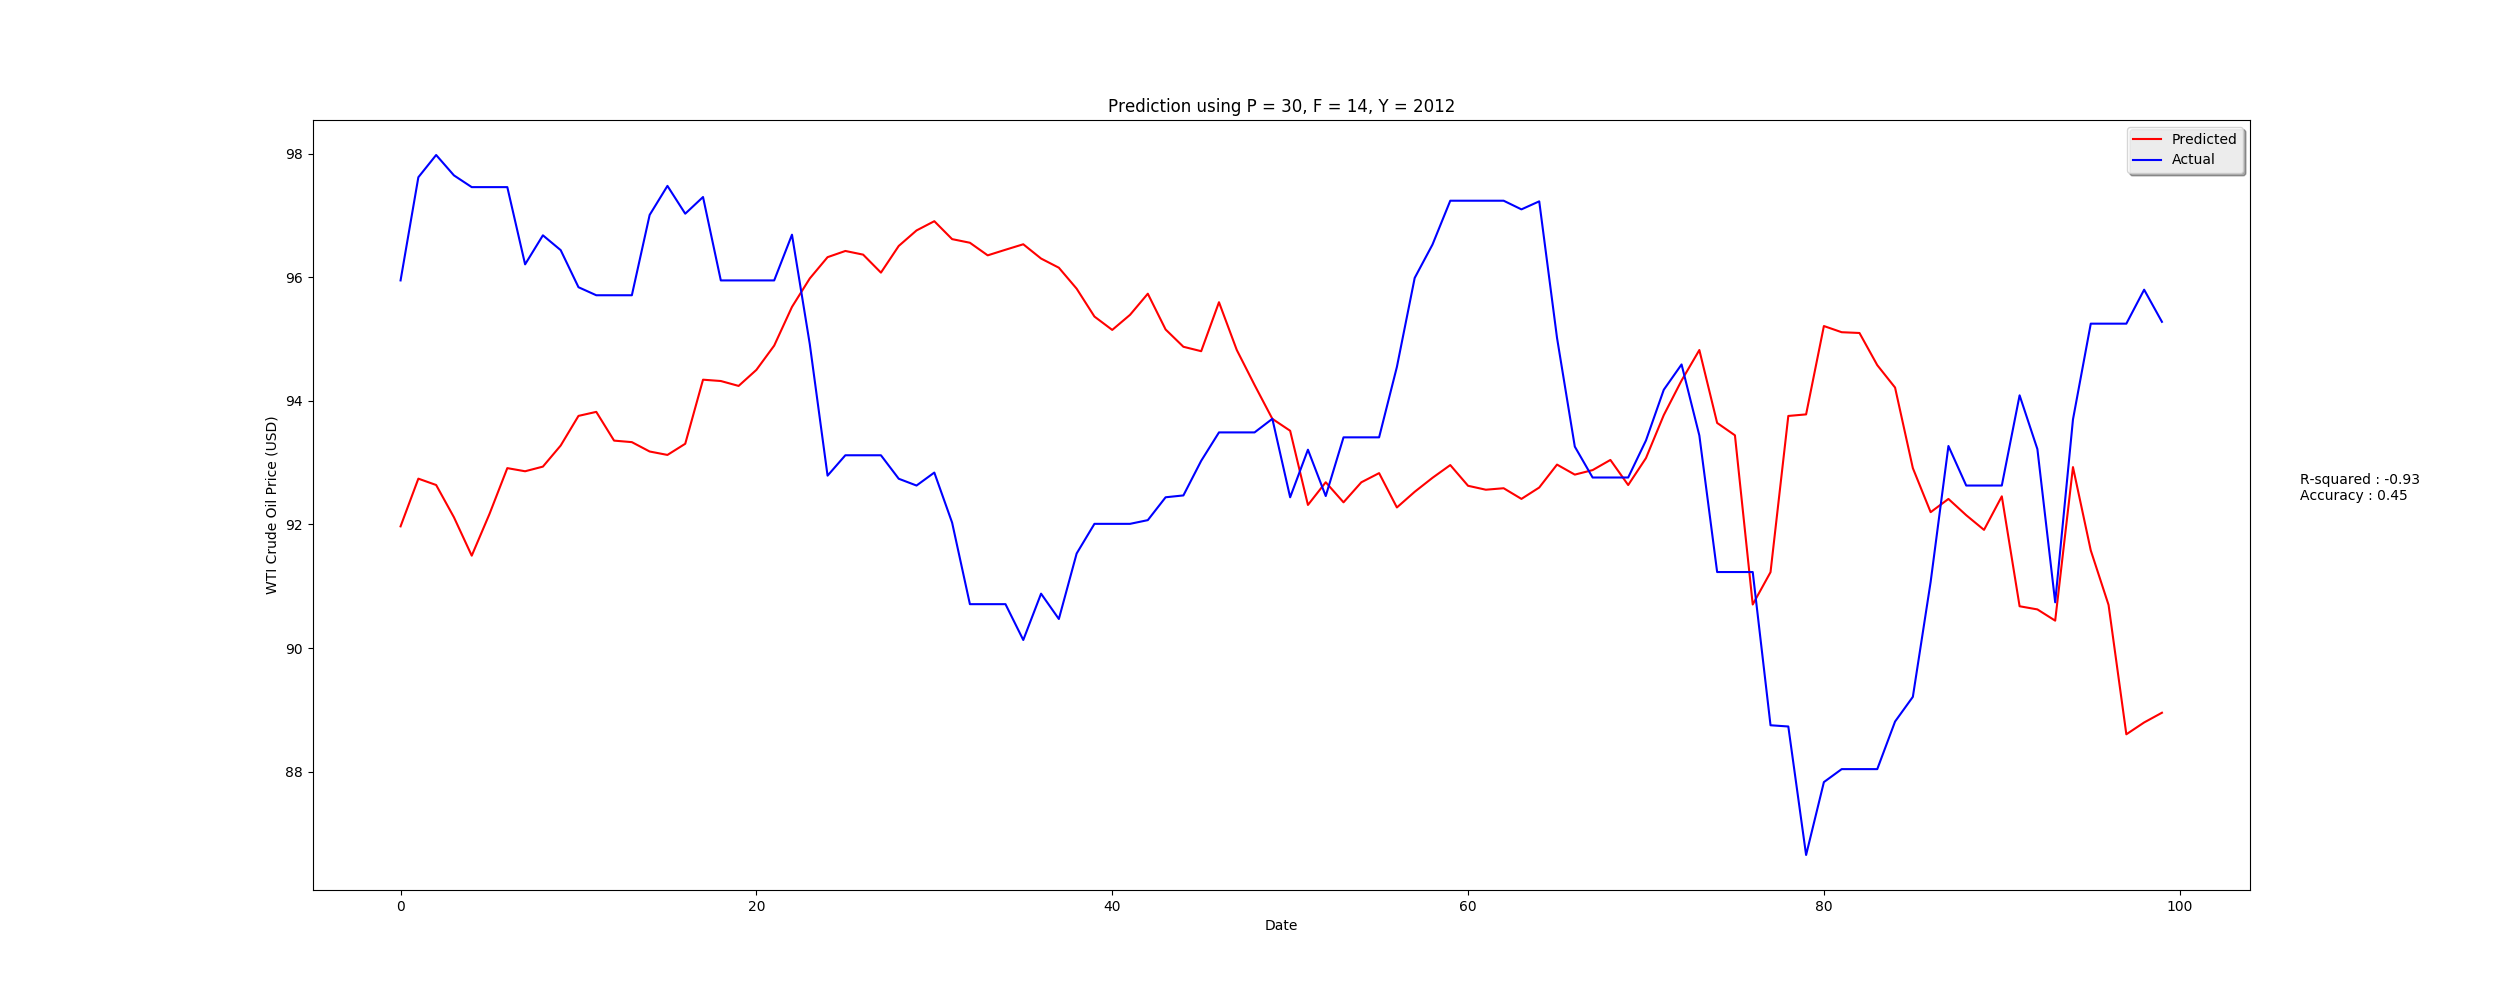 Prediction using P = 30, F = 14, Y = 2012
Predicted
Actual
98
96
94
92
90
88
WTI Crude Oil Price (USD)
0
20
40
60
80
100
Date
R-squared : -0.93
Accuracy : 0.45